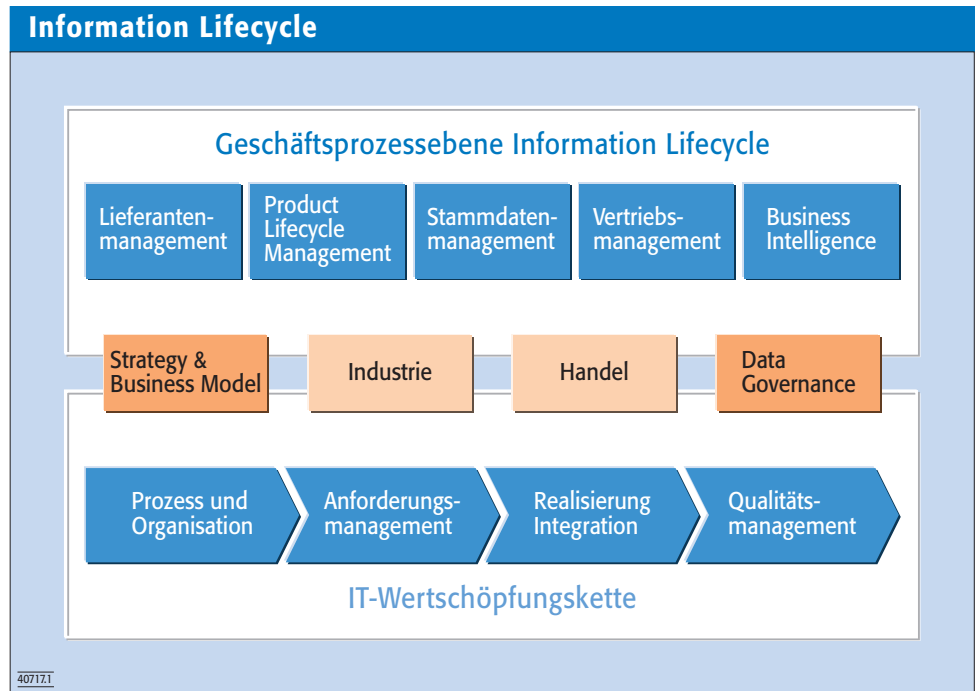 Information Lifecycle
Geschäftsprozessebene Information Lifecycle
Lieferanten-
management
Product
Lifecycle
Management
Stammdaten-
management
Vertriebs-
management
Business
Intelligence
Strategy &
Business Model
Industrie
Handel
Data
Governance
Prozess und
Organisation
Anforderungs-
management
Realisierung
Integration
Qualitäts-
management
IT-Wertschöpfungskette
40717.1